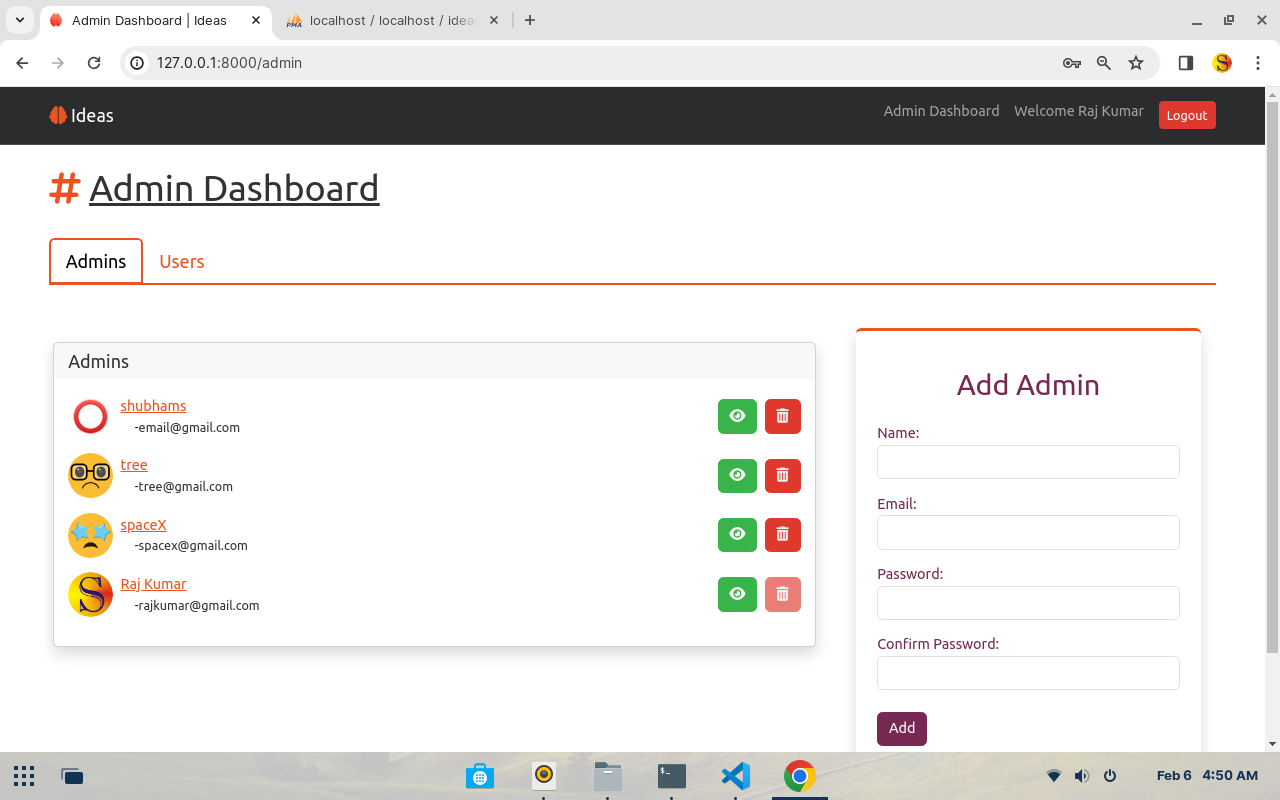 Admin Dashboard | Ideas
localhost / localhost / idea
127.0.0.1:8000/admin
Ideas
Admin Dashboard
Welcome Raj Kumar
Logout
# Admin Dashboard
Admins
Users
Admins
shubhams
-email@gmail.com
tree
-tree@gmail.com
spaceX
-spacex@gmail.com
Raj Kumar
-rajkumar@gmail.com
Add Admin
Name:
Email:
Password:
Confirm Password:
Add
Feb 6 4:50 AM